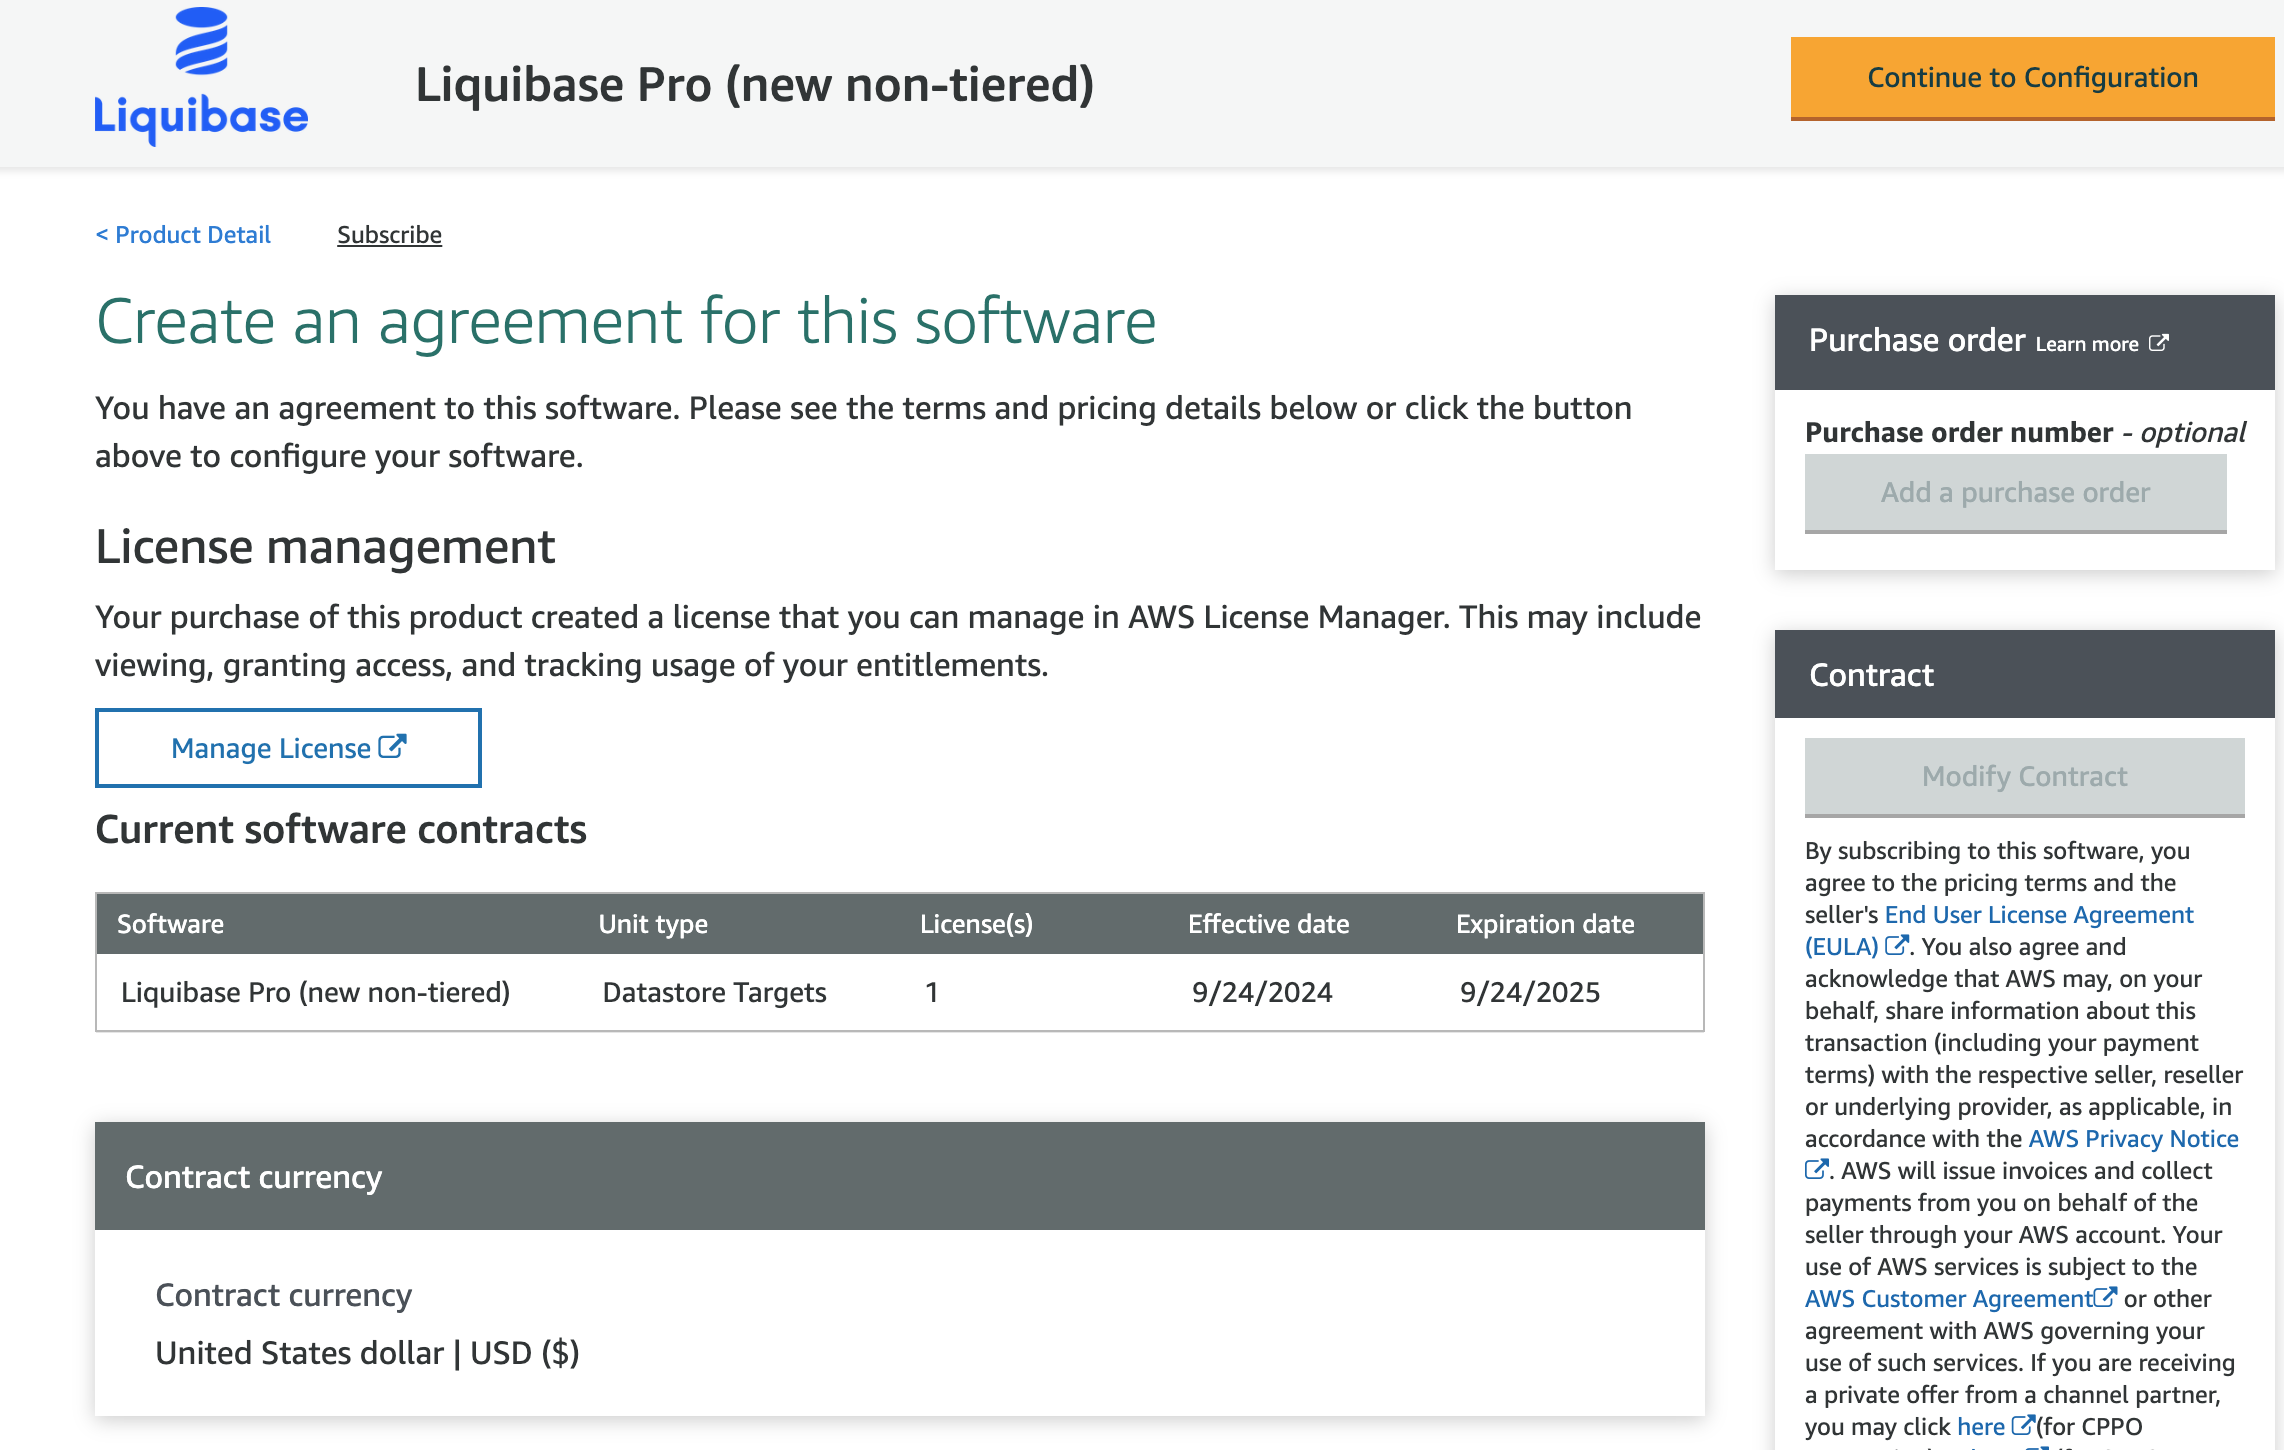 Liquibase
Liquibase Pro (new non-tiered)
Continue to Configuration
< Product Detail
Subscribe
Create an agreement for this software
You have an agreement to this software. Please see the terms and pricing details below or click the button
above to configure your software.
License management
Your purchase of this product created a license that you can manage in AWS License Manager. This may include
viewing, granting access, and tracking usage of your entitlements.
Manage License
Current software contracts
Software Unit type License(s) Effective date Expiration date
Liquibase Pro (new non-tiered) Datastore Targets 1 9/24/2024 9/24/2025
Contract currency
Contract currency
United States dollar | USD ($)
Purchase order Learn more
Purchase order number - optional
Add a purchase order
Contract
Modify Contract
By subscribing to this software, you
agree to the pricing terms and the
seller's End User License Agreement
(EULA). You also agree and
acknowledge that AWS may, on your
behalf, share information about this
transaction (including your payment
terms) with the respective seller, reseller
or underlying provider, as applicable, in
accordance with the AWS Privacy Notice
. AWS will issue invoices and collect
payments from you on behalf of the
seller through your AWS account. Your
use of AWS services is subject to the
AWS Customer Agreement or other
agreement with AWS governing your
use of such services. If you are receiving
a private offer from a channel partner,
you may click here (for CPPO